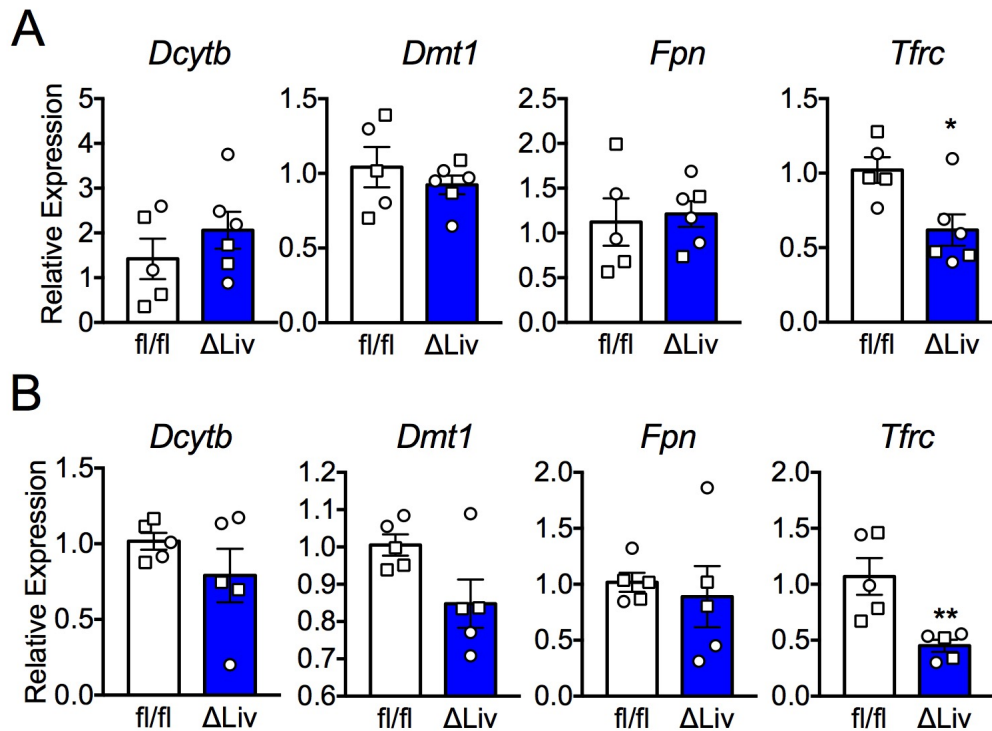 A
Dcytb Dmt1 Fpn Tfrc
Relative Expression
5 1.5 2.5 1.5
4 2.0 *
3 1.0 1.5 1.0
2 1.0
1 0.5 0.5 0.5
0 0.0 0.0 0.0
fl/fl ΔLiv fl/fl ΔLiv fl/fl ΔLiv fl/fl ΔLiv
B
Dcytb Dmt1 Fpn Tfrc
Relative Expression
1.5 1.2 2.0 2.0
1.1 1.5 1.5
1.0 1.0 1.0 1.0
0.9
0.5 0.8 0.5 0.5 **
0.7
0.0 0.6 0.0 0.0
fl/fl ΔLiv fl/fl ΔLiv fl/fl ΔLiv fl/fl ΔLiv